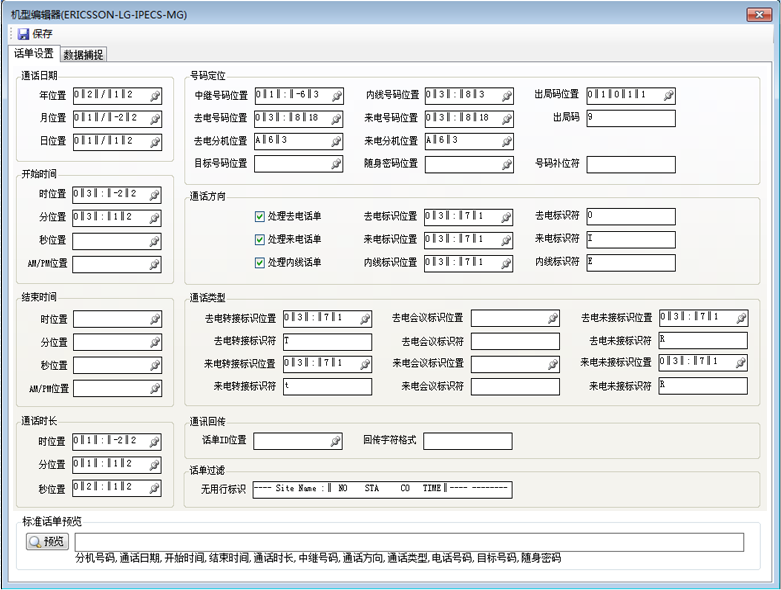 机型编辑器(ERICSSON-LG-IPECS-MG)
保存
话单设置 数据捕捉
通话日期
年位置 0‖2‖/‖1‖2
月位置 0‖1‖/‖-2‖2
日位置 0‖1‖/‖1‖2
开始时间
时位置 0‖3‖:‖-2‖2
分位置 0‖3‖:‖1‖2
秒位置
AM/PM位置
结束时间
时位置
分位置
秒位置
AM/PM位置
通话时长
时位置 0‖1‖:‖-2‖2
分位置 0‖1‖:‖1‖2
秒位置 0‖2‖:‖1‖2
号码定位
中继号码位置 0‖1‖:‖-6‖3 内线号码位置 0‖3‖:‖8‖3 出局码位置 0‖1‖0‖1‖1
去电号码位置 0‖3‖:‖8‖18 来电号码位置 0‖3‖:‖8‖18 出局码 9
去电分机位置 A‖6‖3 来电分机位置 A‖6‖3
目标号码位置 随身密码位置 号码补位符
通话方向
处理去电话单 去电标识位置 0‖3‖:‖7‖1 去电标识符 O
处理来电话单 来电标识位置 0‖3‖:‖7‖1 来电标识符 I
处理内线话单 内线标识位置 0‖3‖:‖7‖1 内线标识符 E
通话类型
去电转接标识位置 0‖3‖:‖7‖1 去电会议标识位置 去电未接标识位置 0‖3‖:‖7‖1
去电转接标识符 T 去电会议标识符 去电未接标识符 R
来电转接标识位置 0‖3‖:‖7‖1 来电会议标识位置 来电未接标识位置 0‖3‖:‖7‖1
来电转接标识符 t 来电会议标识符 来电未接标识符 R
通讯回传
话单ID位置 回传字符格式
话单过滤
无用行标识 ---- Site Name :‖ NO STA CO TIME‖---- --------
标准话单预览
预览
分机号码,通话日期,开始时间,结束时间,通话时长,中继号码,通话方向,通话类型,电话号码,目标号码,随身密码